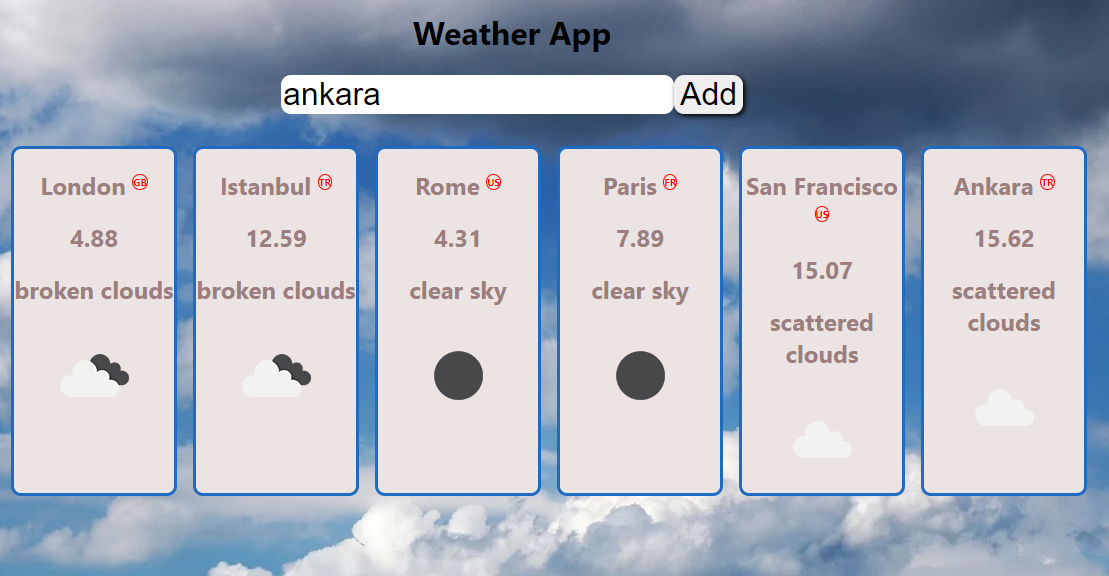 Weather App
ankara Add
London GB
4.88
broken clouds
Istanbul TR
12.59
broken clouds
Rome US
4.31
clear sky
Paris FR
7.89
clear sky
San Francisco
US
15.07
scattered
clouds
Ankara TR
15.62
scattered
clouds